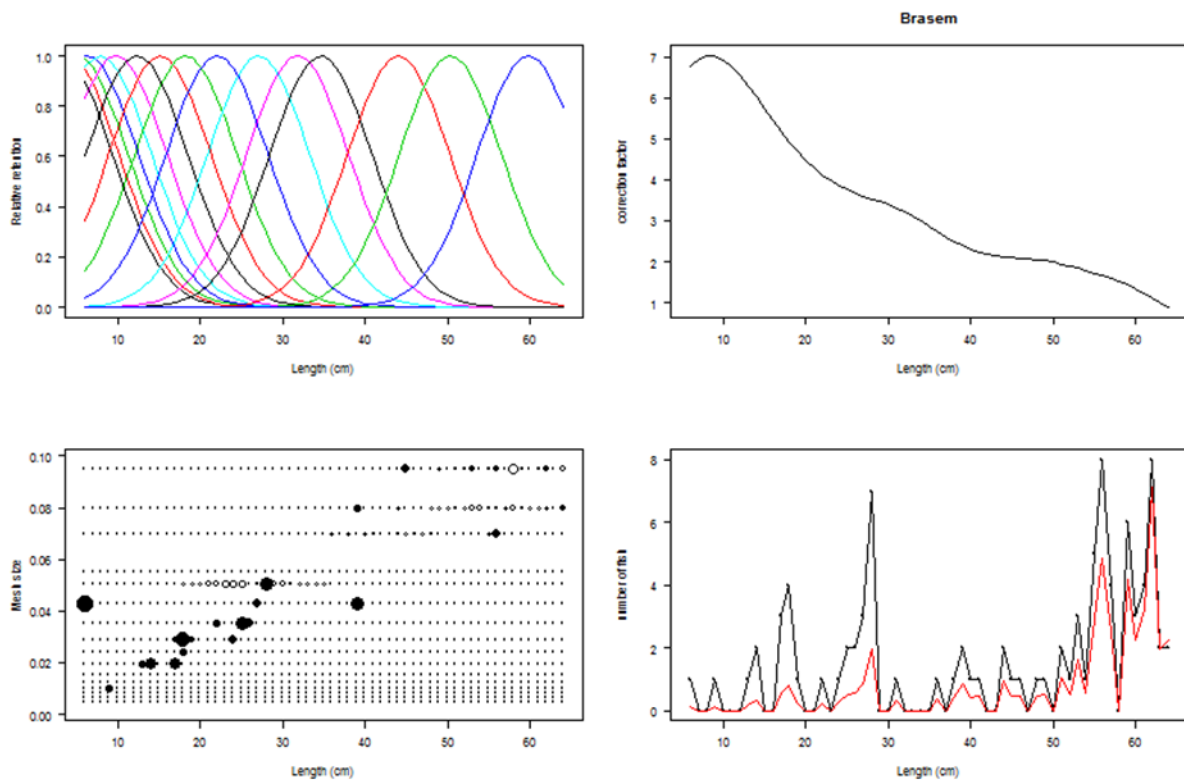 Brasem
Relative retention
1.0
0.8
0.6
0.4
0.2
0.0
10 20 30 40 50 60
Length (cm)
correction factor
7
6
5
4
3
2
1
10 20 30 40 50 60
Length (cm)
Mesh size
0.10
0.08
0.06
0.04
0.02
0.00
10 20 30 40 50 60
Length (cm)
number of fish
8
6
4
2
0
10 20 30 40 50 60
Length (cm)